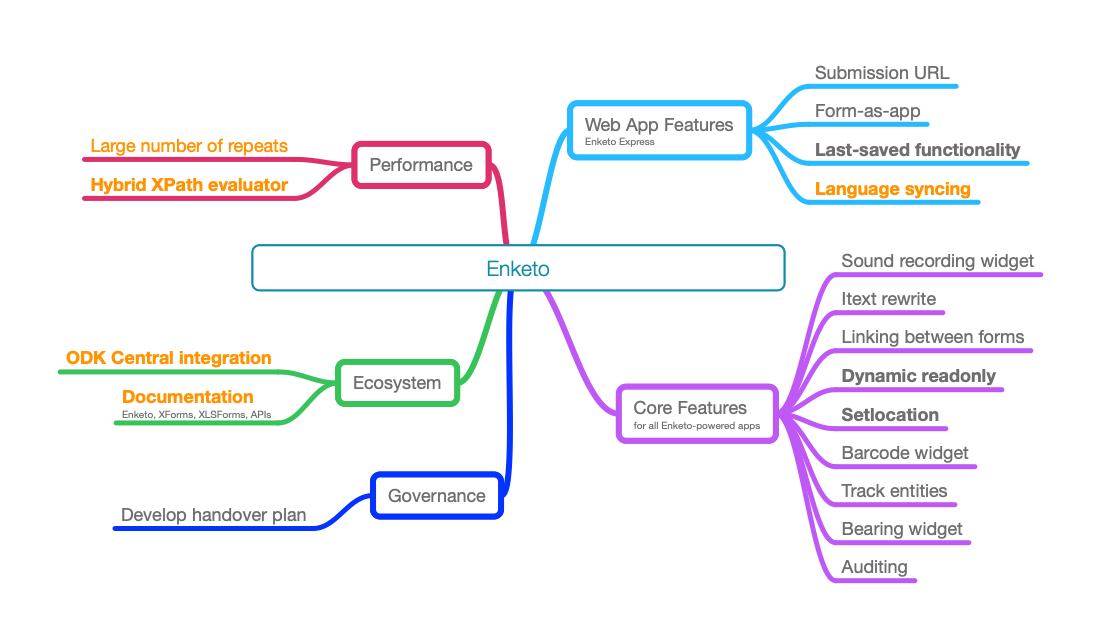 Enketo
Web App Features
Enketo Express
Submission URL
Form-as-app
Last-saved functionality
Language syncing
Core Features
for all Enketo-powered apps
Sound recording widget
Itext rewrite
Linking between forms
Dynamic readonly
Setlocation
Barcode widget
Track entities
Bearing widget
Auditing
Performance
Large number of repeats
Hybrid XPath evaluator
Ecosystem
ODK Central integration
Documentation
Enketo, XForms, XLSForms, APIs
Governance
Develop handover plan